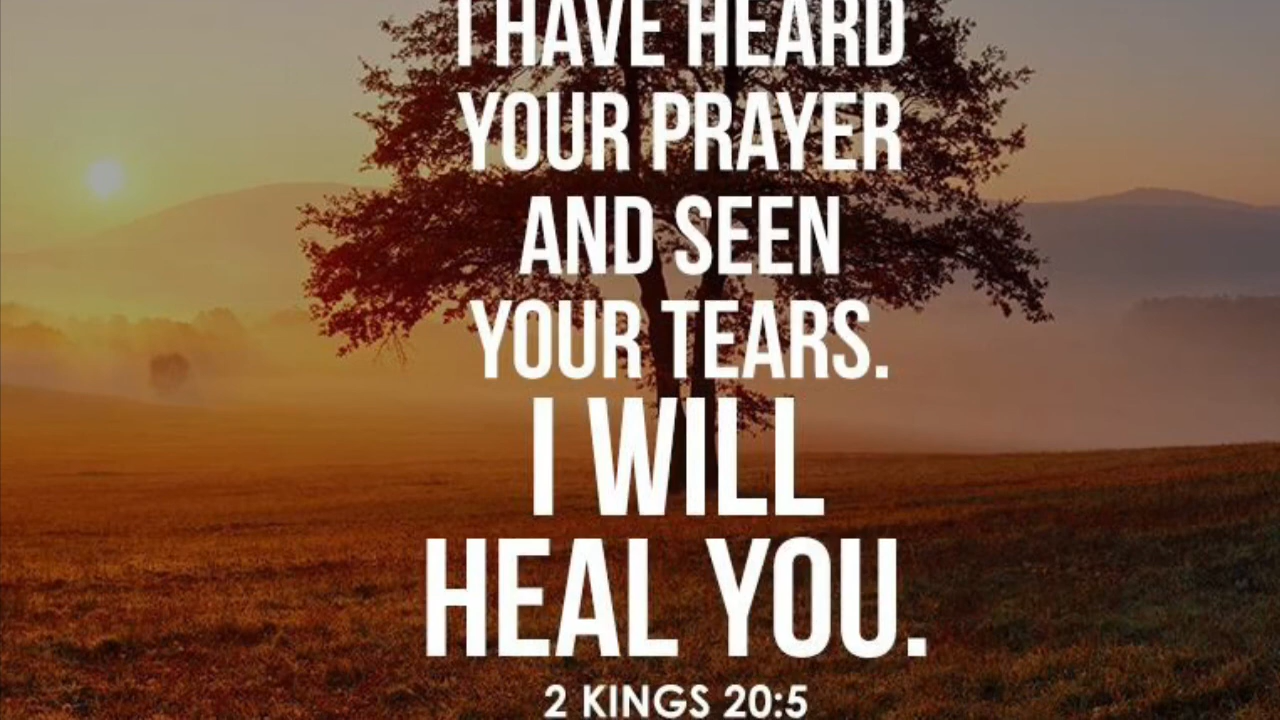 I HAVE HEARD
YOUR PRAYER
AND SEEN
YOUR TEARS.
I WILL
HEAL YOU.
2 KINGS 20:5